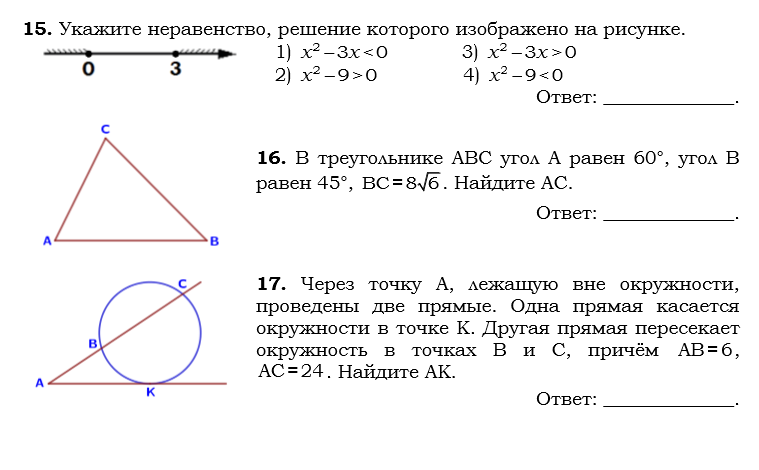 15. Укажите неравенство, решение которого изображено на рисунке.
0 3
1) x² – 3x < 0 3) x² – 3x > 0
2) x² – 9 > 0 4) x² – 9 < 0
Ответ: ______________.
C
A
B
16. В треугольнике ABC угол A равен 60°, угол B
равен 45°, BC = 8√6. Найдите AC.
Ответ: ______________.
C
B
A
K
17. Через точку A, лежащую вне окружности,
проведены две прямые. Одна прямая касается
окружности в точке K. Другая прямая пересекает
окружность в точках B и C, причём AB = 6,
AC = 24. Найдите AK.
Ответ: ______________.